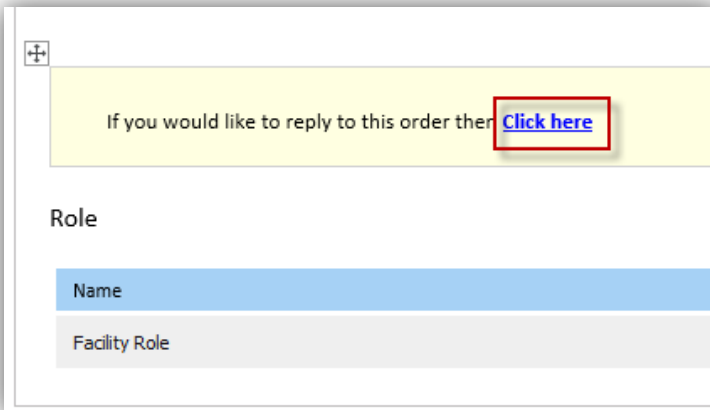 If you would like to reply to this order then Click here
Role
Name
Facility Role